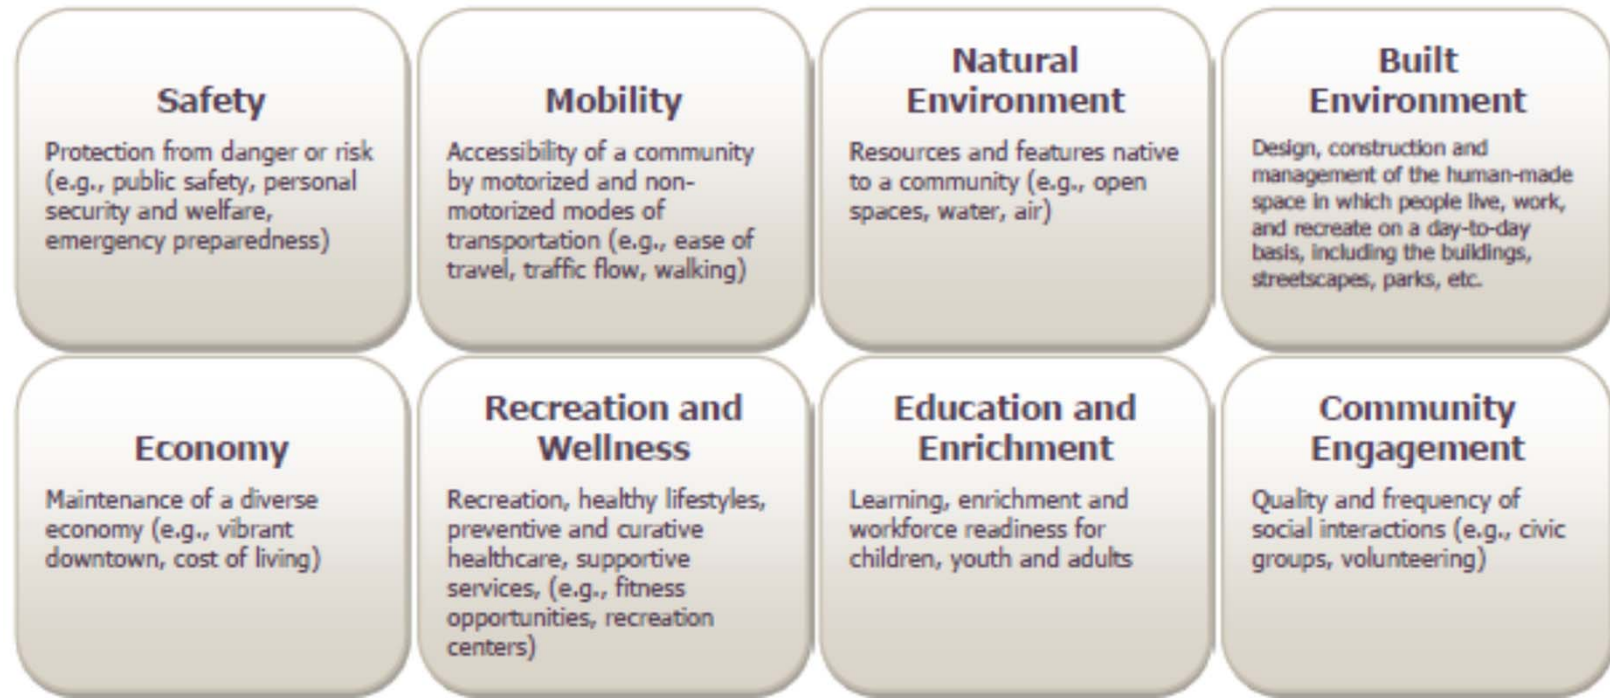 Safety
Protection from danger or risk
(e.g., public safety, personal
security and welfare,
emergency preparedness)
Mobility
Accessibility of a community
by motorized and non-
motorized modes of
transportation (e.g., ease of
travel, traffic flow, walking)
Natural
Environment
Resources and features native
to a community (e.g., open
spaces, water, air)
Built
Environment
Design, construction and
management of the human-made
space in which people live, work,
and recreate on a day-to-day
basis, including the buildings,
streetscapes, parks, etc.
Economy
Maintenance of a diverse
economy (e.g., vibrant
downtown, cost of living)
Recreation and
Wellness
Recreation, healthy lifestyles,
preventive and curative
healthcare, supportive
services, (e.g., fitness
opportunities, recreation
centers)
Education and
Enrichment
Learning, enrichment and
workforce readiness for
children, youth and adults
Community
Engagement
Quality and frequency of
social interactions (e.g., civic
groups, volunteering)